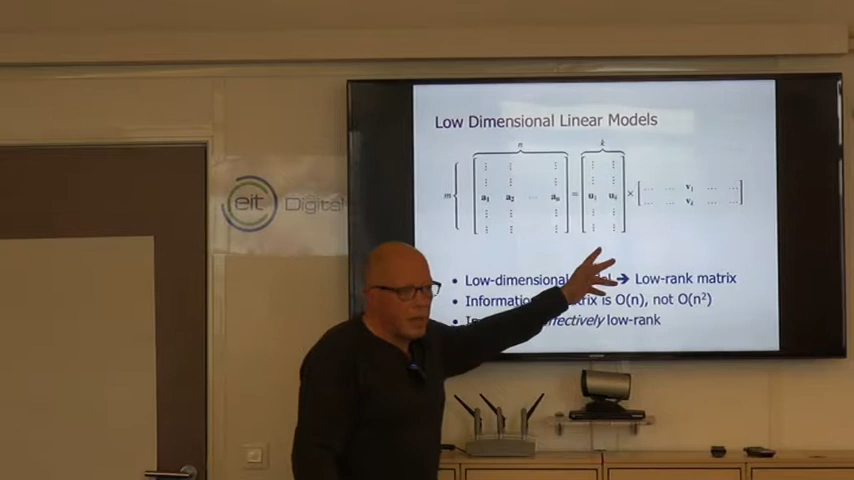 Low Dimensional Linear Models
n
k
m
a1 a2 ... an = u1 uk × v1
vk
• Low-dimensional ➔ Low-rank matrix
• Information is O(n), not O(n²)
• effectively low-rank
eit Digital